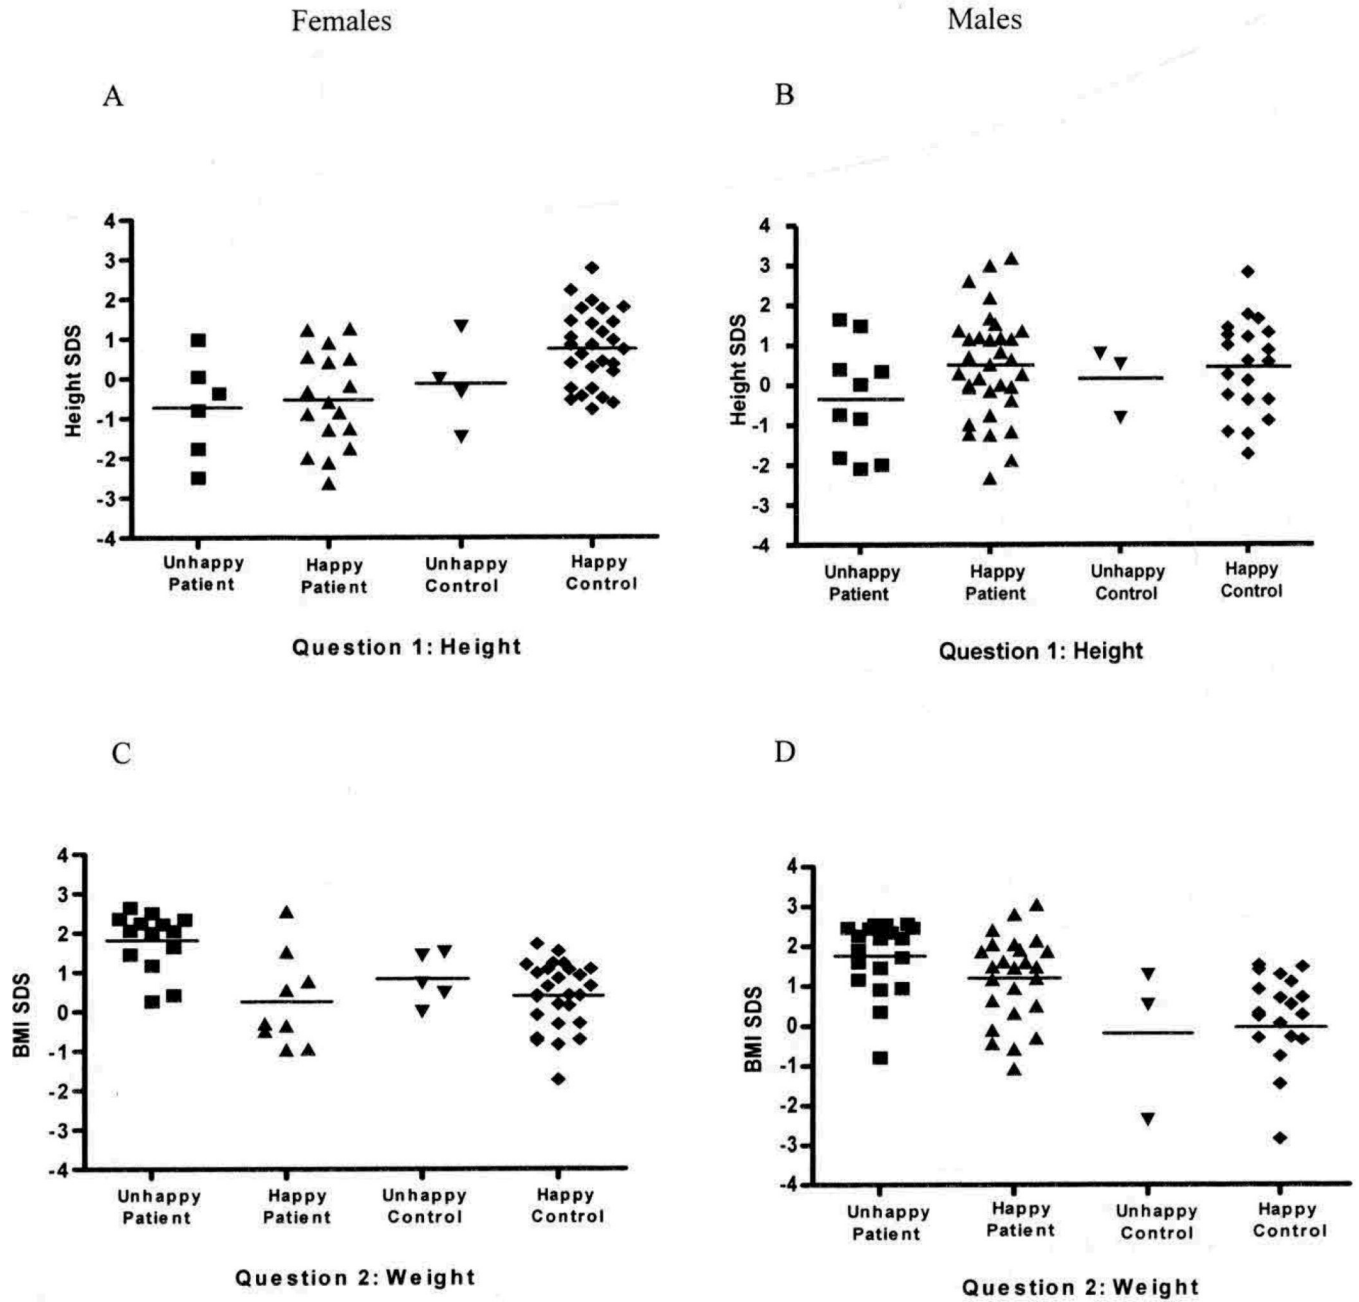 Females
Males
A
B
4
3
2
1
0
-1
-2
-3
-4
Height SDS
Unhappy Patient
Happy Patient
Unhappy Control
Happy Control
Question 1: Height
4
3
2
1
0
-1
-2
-3
-4
Height SDS
Unhappy Patient
Happy Patient
Unhappy Control
Happy Control
Question 1: Height
C
D
4
3
2
1
0
-1
-2
-3
-4
BMI SDS
Unhappy Patient
Happy Patient
Unhappy Control
Happy Control
Question 2: Weight
4
3
2
1
0
-1
-2
-3
-4
BMI SDS
Unhappy Patient
Happy Patient
Unhappy Control
Happy Control
Question 2: Weight